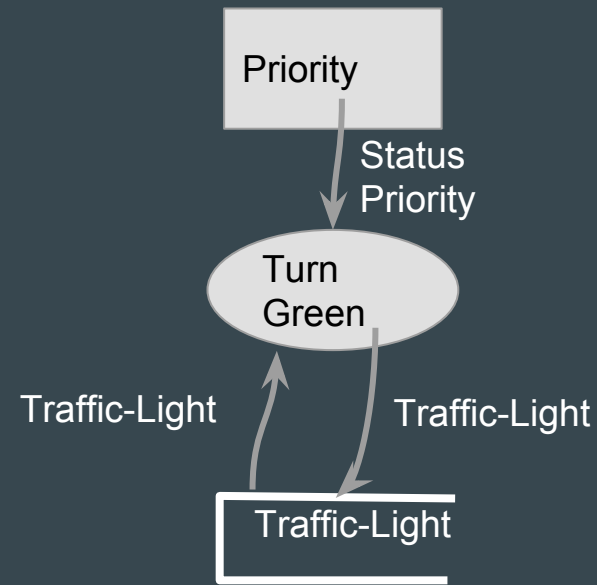 Priority
Status
Priority
Turn
Green
Traffic-Light
Traffic-Light
Traffic-Light